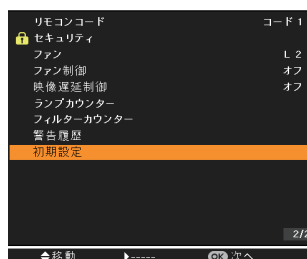 リモコンコード コード 1
セキュリティ
ファン L 2
ファン制御 オフ
映像遅延制御 オフ
ランプカウンター
フィルターカウンター
警告履歴
初期設定
2/2
移動 ----- OK 次へ